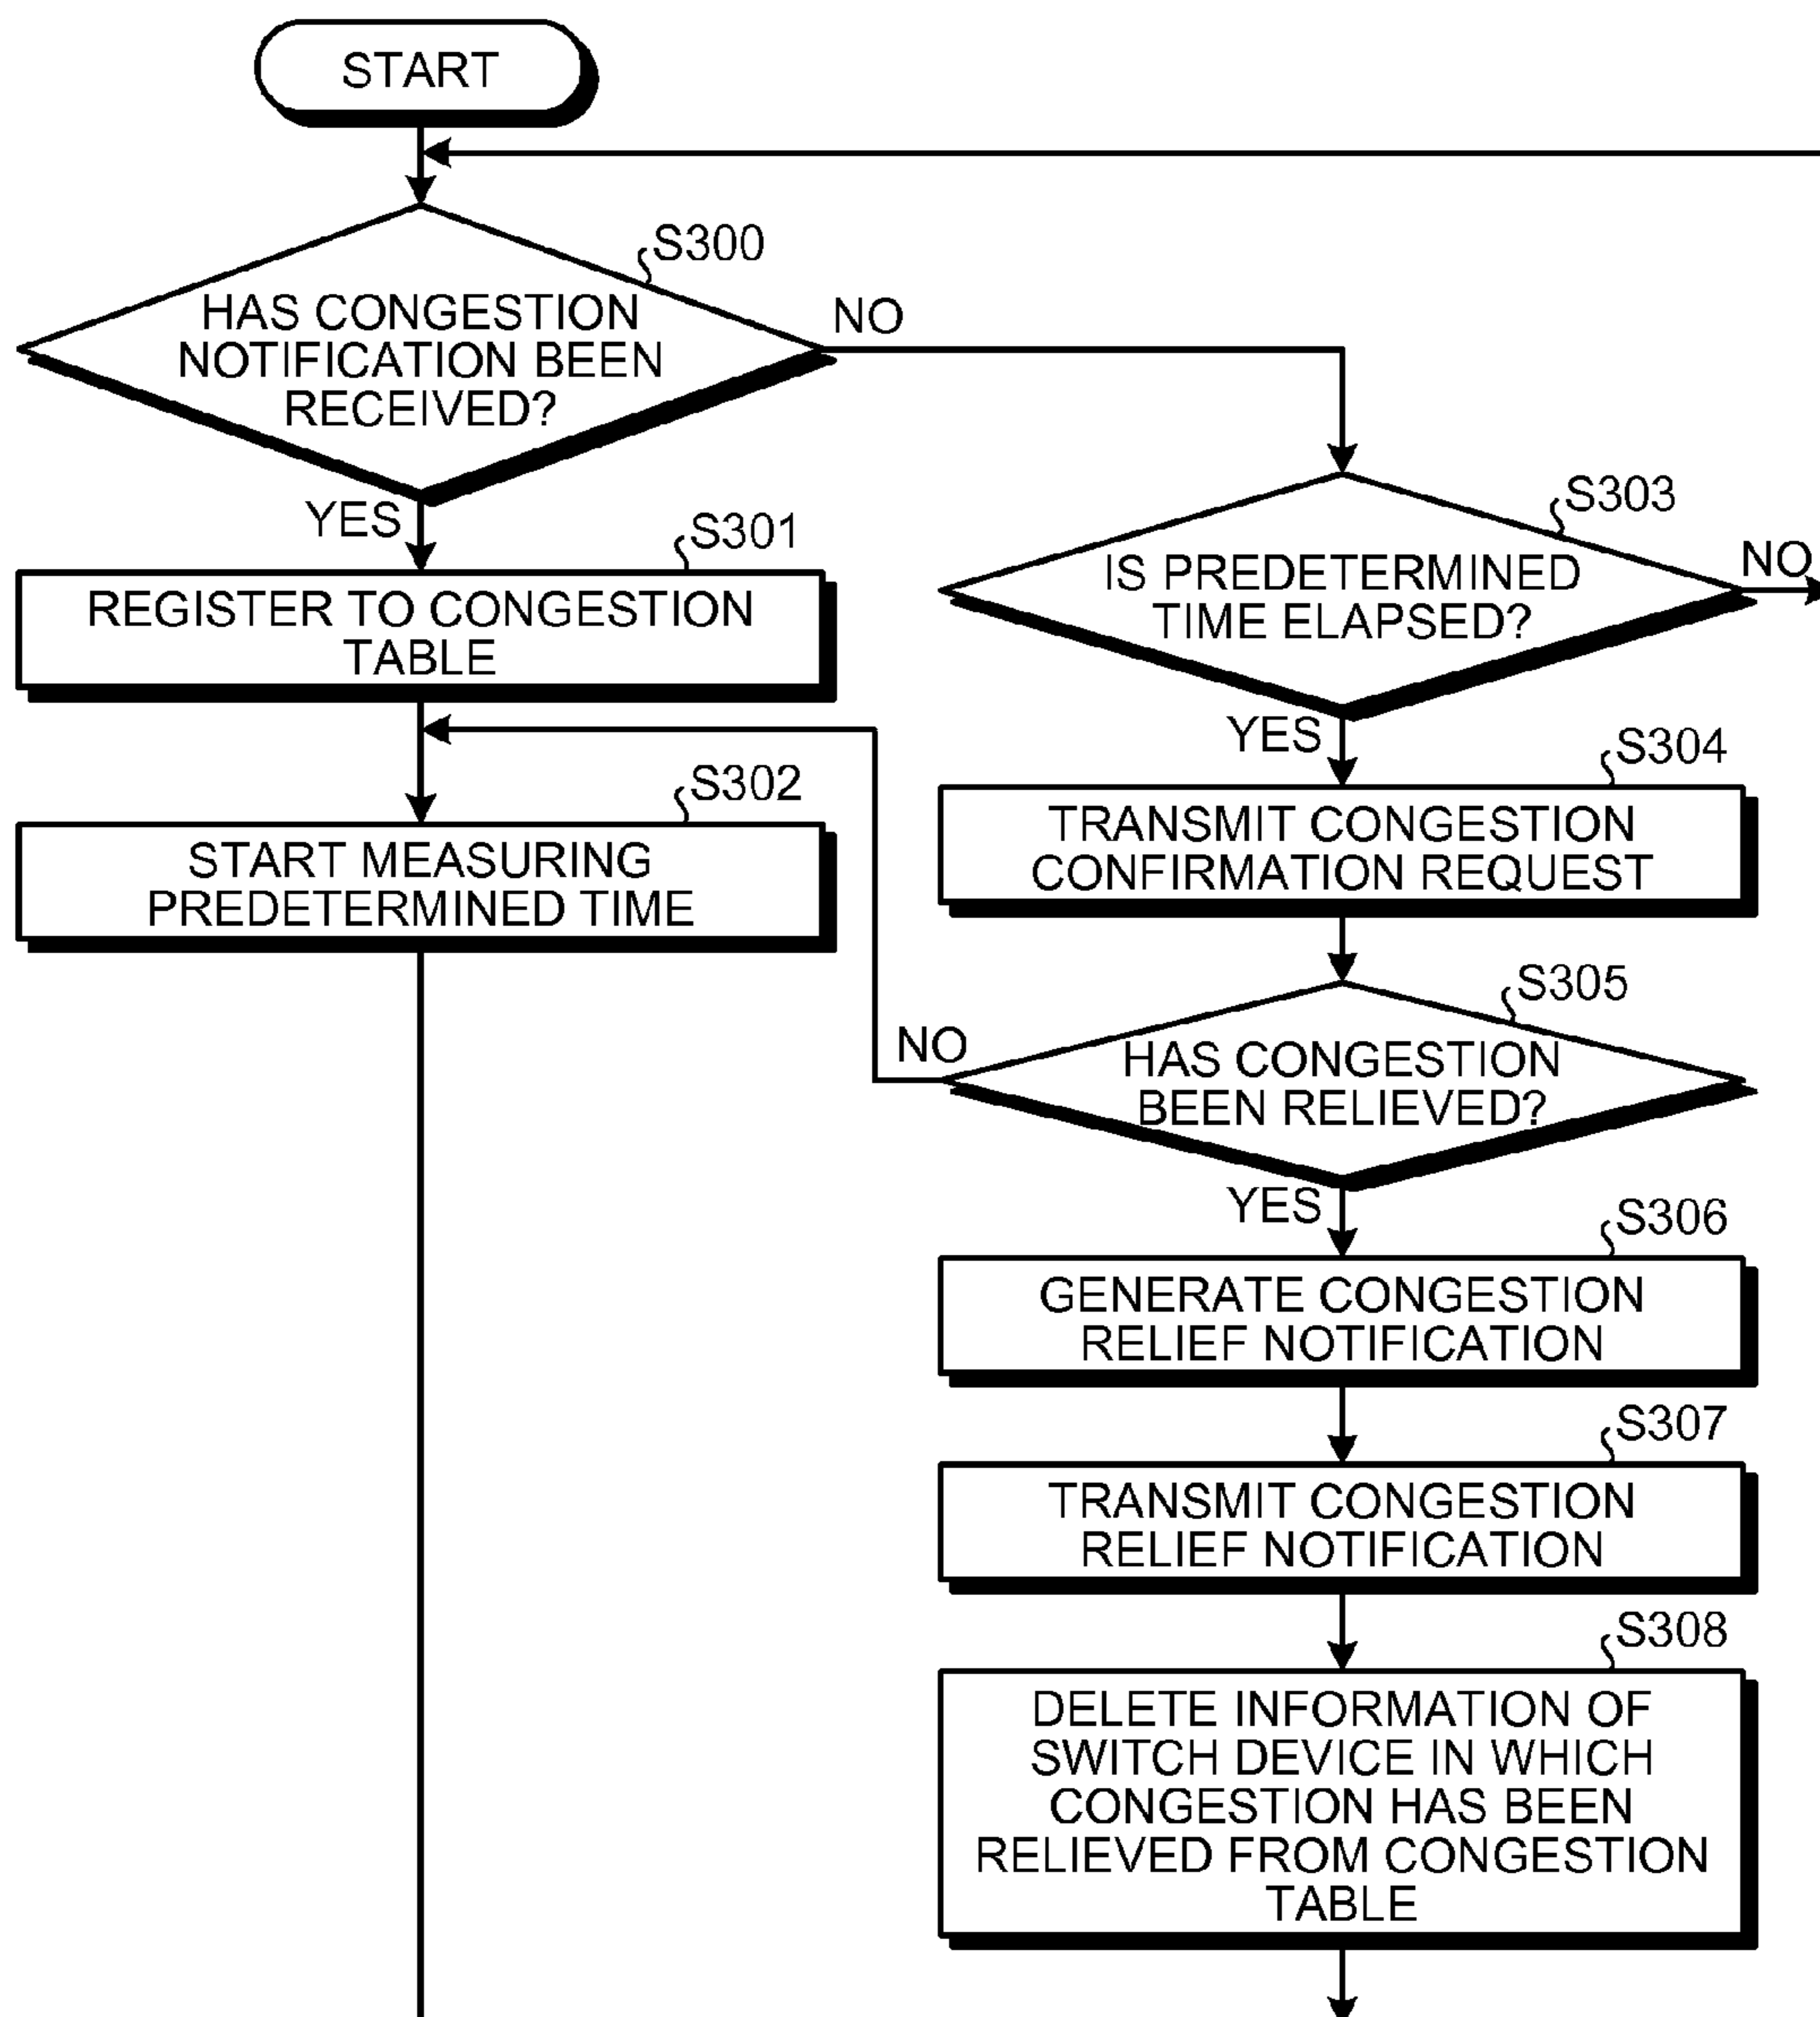 START
S300
HAS CONGESTION
NOTIFICATION BEEN
RECEIVED?
NO
YES
S301
REGISTER TO CONGESTION
TABLE
S302
START MEASURING
PREDETERMINED TIME
S303
IS PREDETERMINED
TIME ELAPSED?
NO
YES
S304
TRANSMIT CONGESTION
CONFIRMATION REQUEST
S305
HAS CONGESTION
BEEN RELIEVED?
NO
YES
S306
GENERATE CONGESTION
RELIEF NOTIFICATION
S307
TRANSMIT CONGESTION
RELIEF NOTIFICATION
S308
DELETE INFORMATION OF
SWITCH DEVICE IN WHICH
CONGESTION HAS BEEN
RELIEVED FROM CONGESTION
TABLE